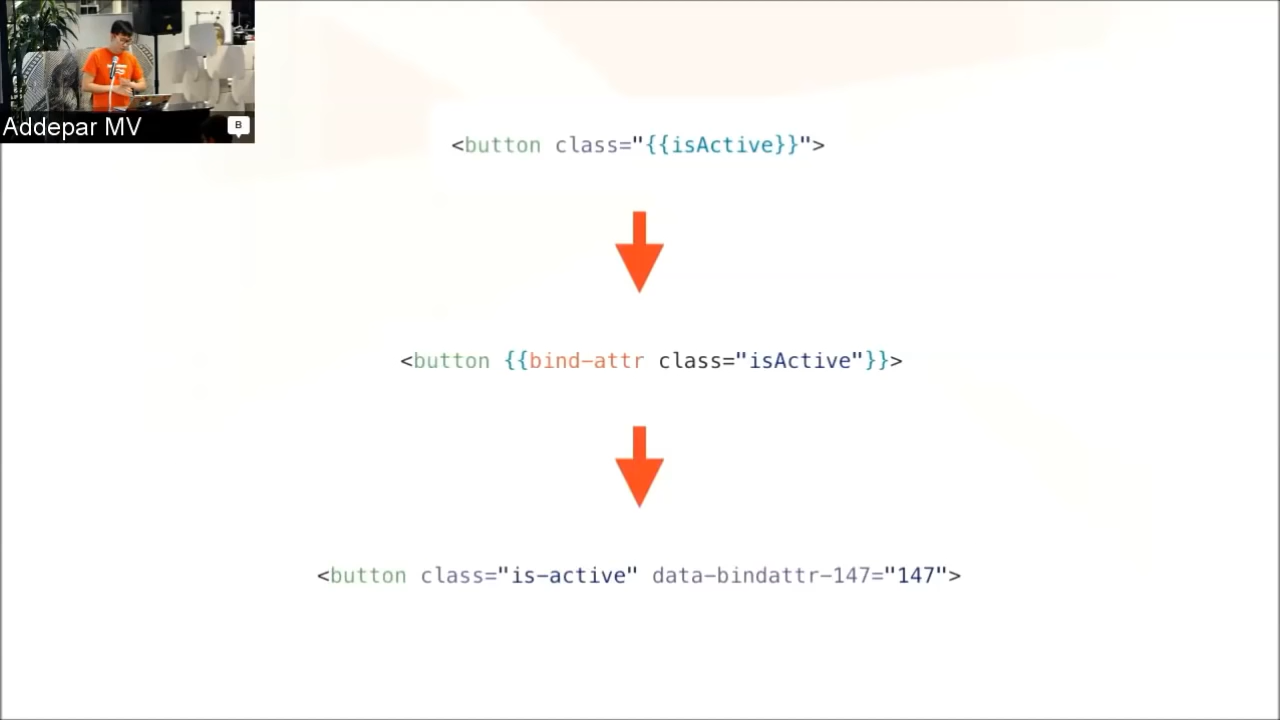 Addepar MV
B
<button class="{{isActive}}">
<button {{bind-attr class="isActive"}}>
<button class="is-active" data-bindattr-147="147">